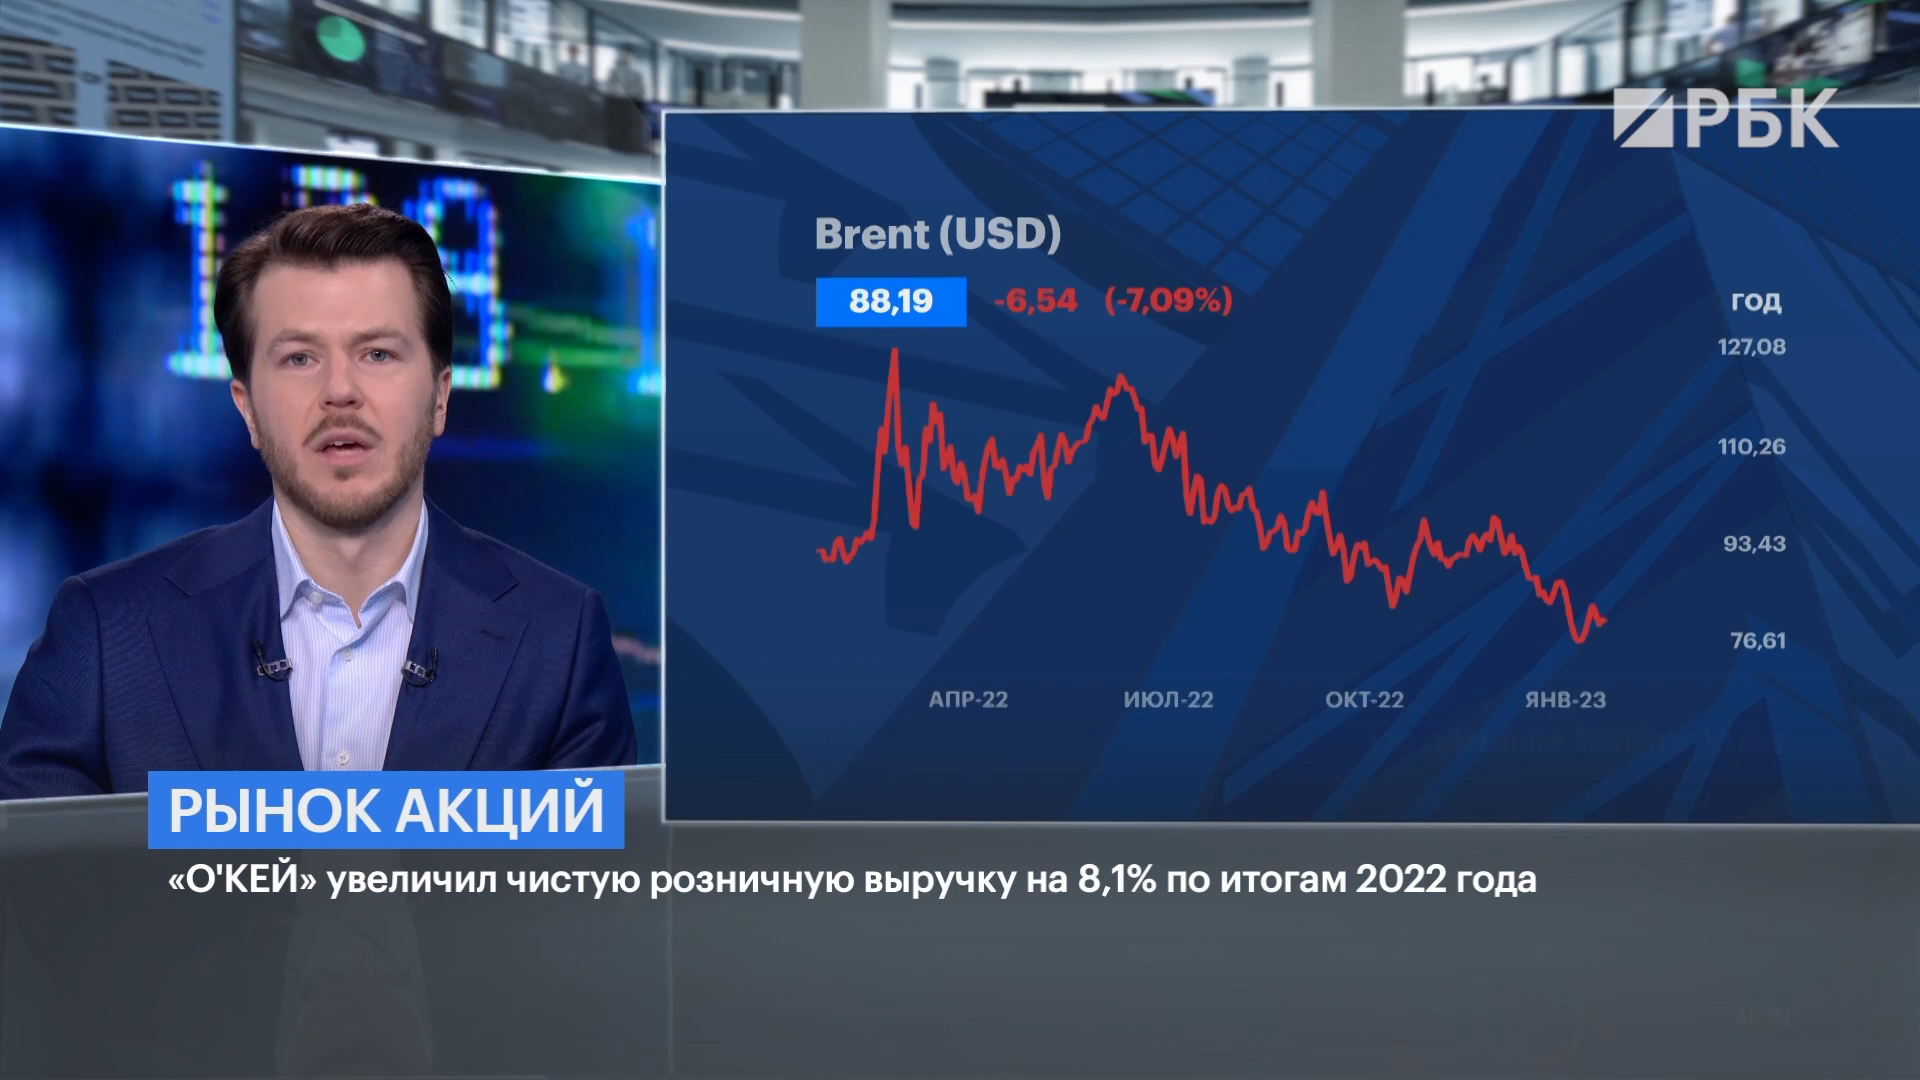 РБК
Brent (USD)
88,19 -6,54 (-7,09%)
ГОД
127,08
110,26
93,43
76,61
АПР-22 ИЮЛ-22 ОКТ-22 ЯНВ-23
РЫНОК АКЦИЙ
«О'КЕЙ» увеличил чистую розничную выручку на 8,1% по итогам 2022 года